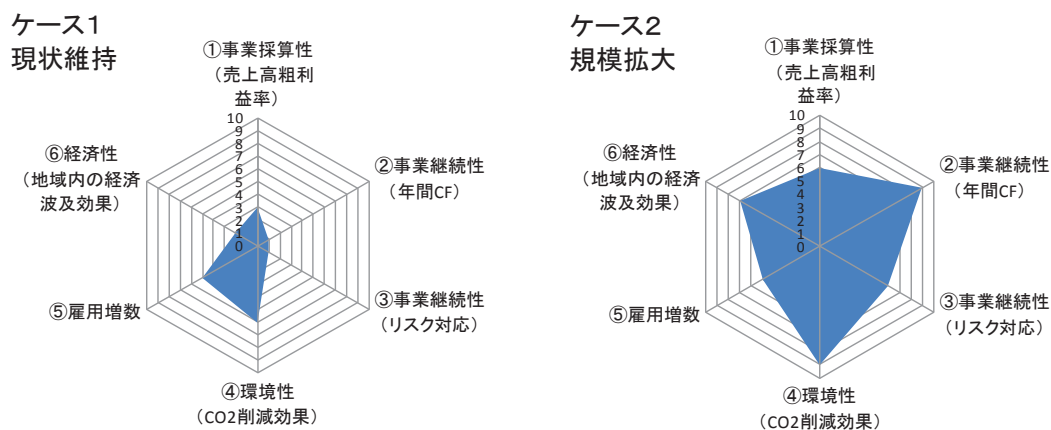 ケース1
現状維持
①事業採算性
（売上高粗利
益率）
10
9
8
7
6
5
4
3
2
1
0
②事業継続性
（年間CF）
③事業継続性
（リスク対応）
④環境性
（CO2削減効果）
⑤雇用増数
⑥経済性
（地域内の経済
波及効果）
ケース2
規模拡大
①事業採算性
（売上高粗利
益率）
10
9
8
7
6
5
4
3
2
1
0
②事業継続性
（年間CF）
③事業継続性
（リスク対応）
④環境性
（CO2削減効果）
⑤雇用増数
⑥経済性
（地域内の経済
波及効果）